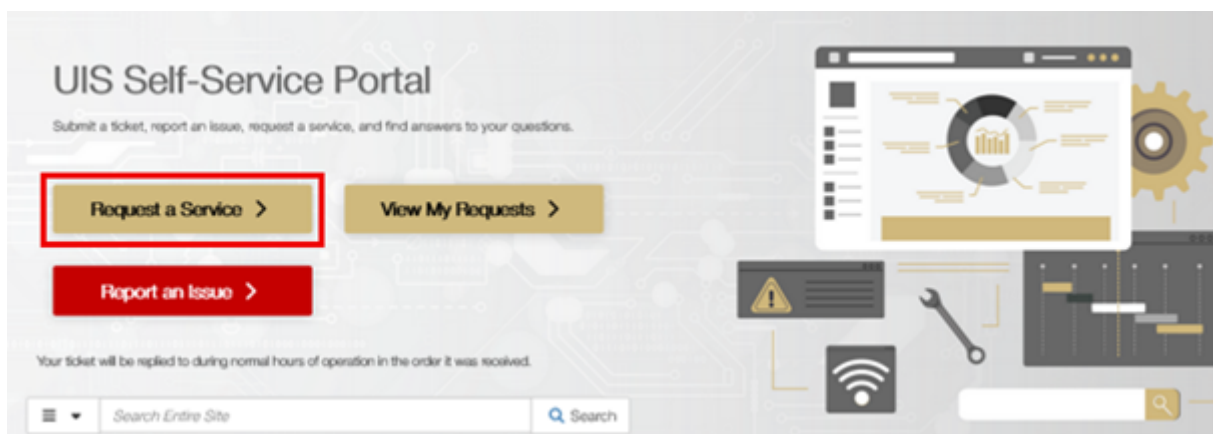 UIS Self-Service Portal
Submit a ticket, report an issue, request a service, and find answers to your questions.
Request a Service
View My Requests
Report an Issue
Your ticket will be replied to during normal hours of operation in the order it was received.
Search Entire Site
Search